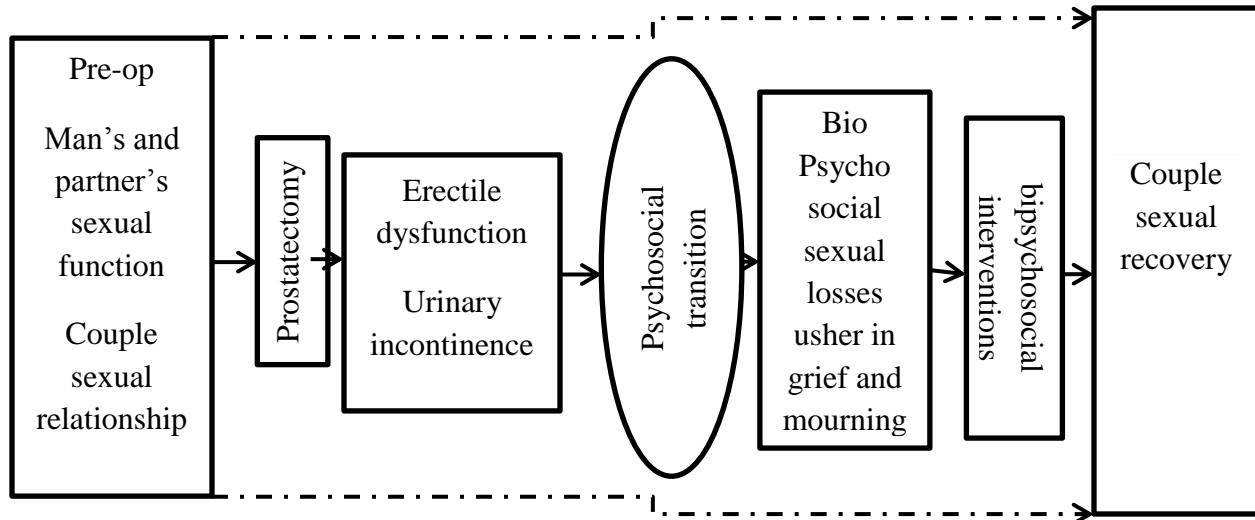 Pre-op
Man’s and
partner’s
sexual
function
Couple
sexual
relationship
Prostatectomy
Erectile
dysfunction
Urinary
incontinence
Psychosocial
transition
Bio
Psycho
social
sexual
losses
usher in
grief and
mourning
bipsychosocial
interventions
Couple
sexual
recovery